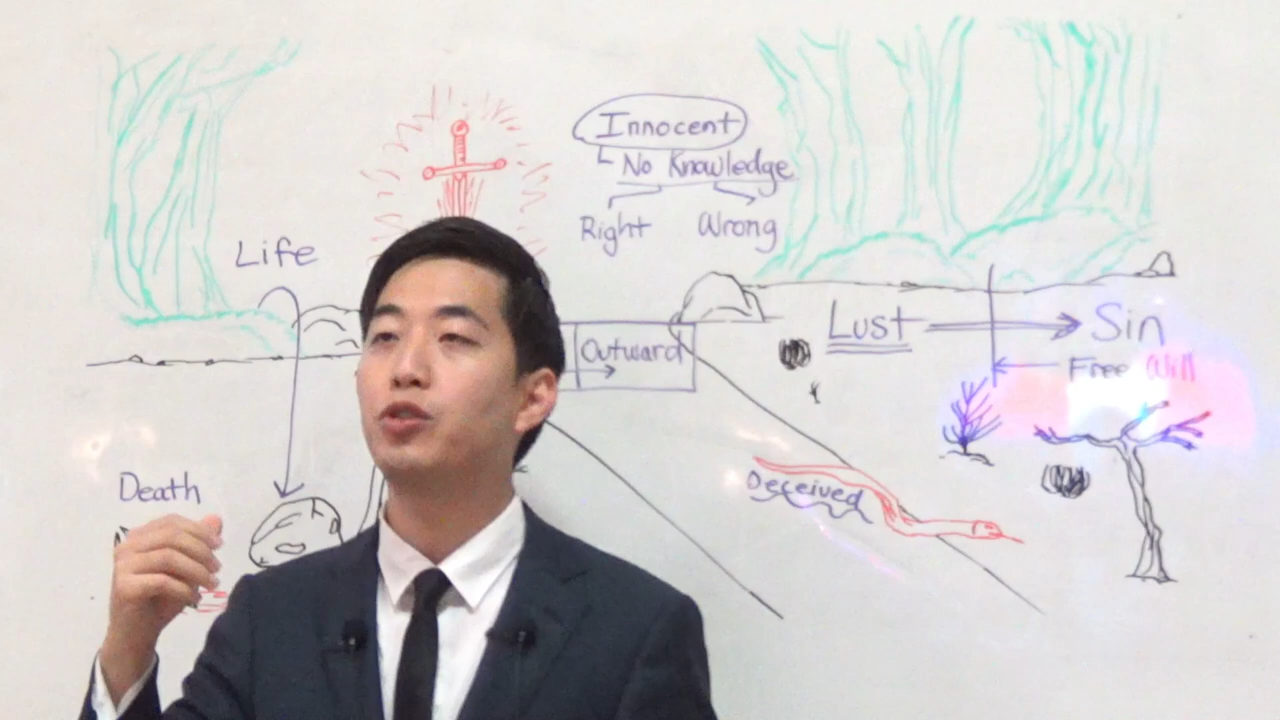 Innocent
No Knowledge
Right Wrong
Life
Lust Sin
Outward
Free Will
Death
Deceived